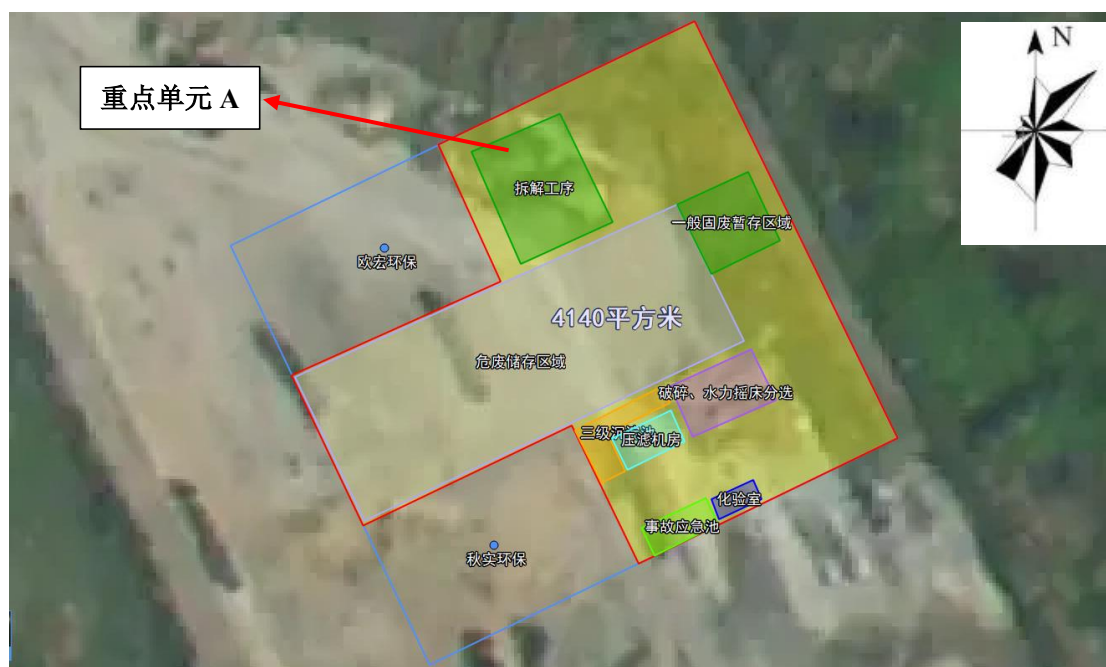 N
重点单元 A
拆解工序
一般固废暂存区域
欧宏环保
4140平方米
危废储存区域
破碎、水力摇床分选
三级沉
压滤机房
化验室
事故应急池
秋实环保